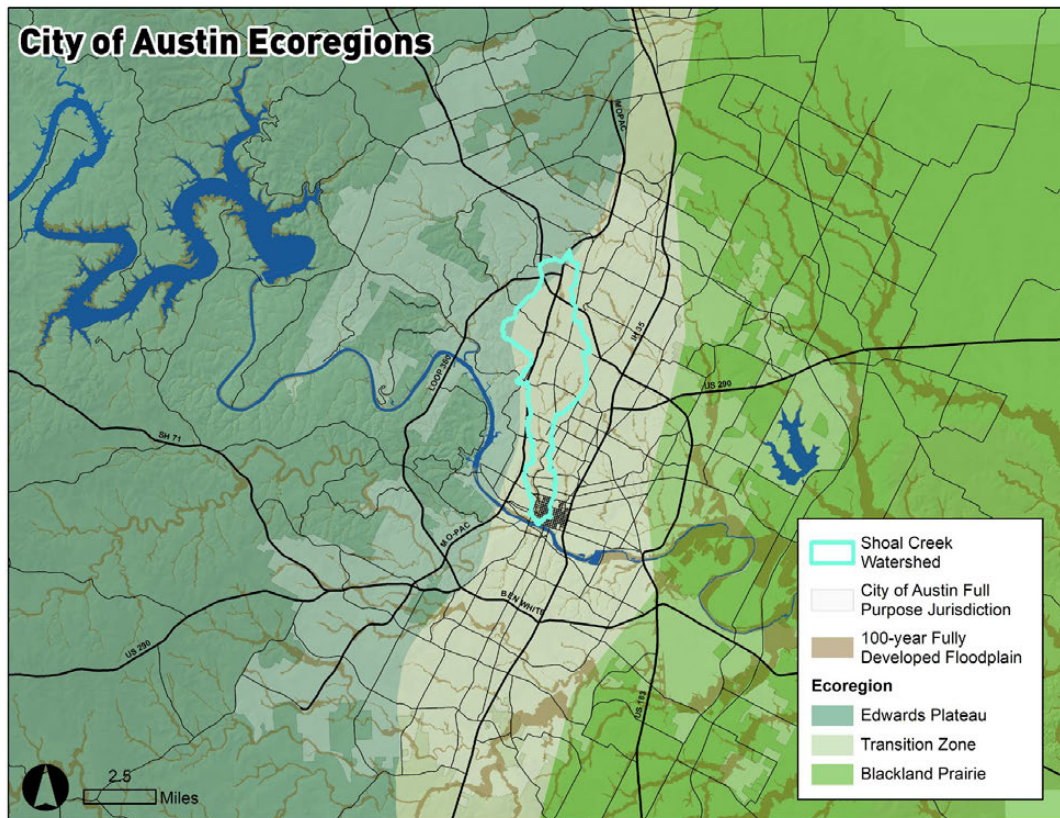 City of Austin Ecoregions
MOPAC
IH 35
LOOP 360
US 290
SH 71
MO-PAC
BEN WHITE
US 290
US 183
Shoal Creek
Watershed
City of Austin Full
Purpose Jurisdiction
100-year Fully
Developed Floodplain
Ecoregion
Edwards Plateau
Transition Zone
Blackland Prairie
2.5
Miles